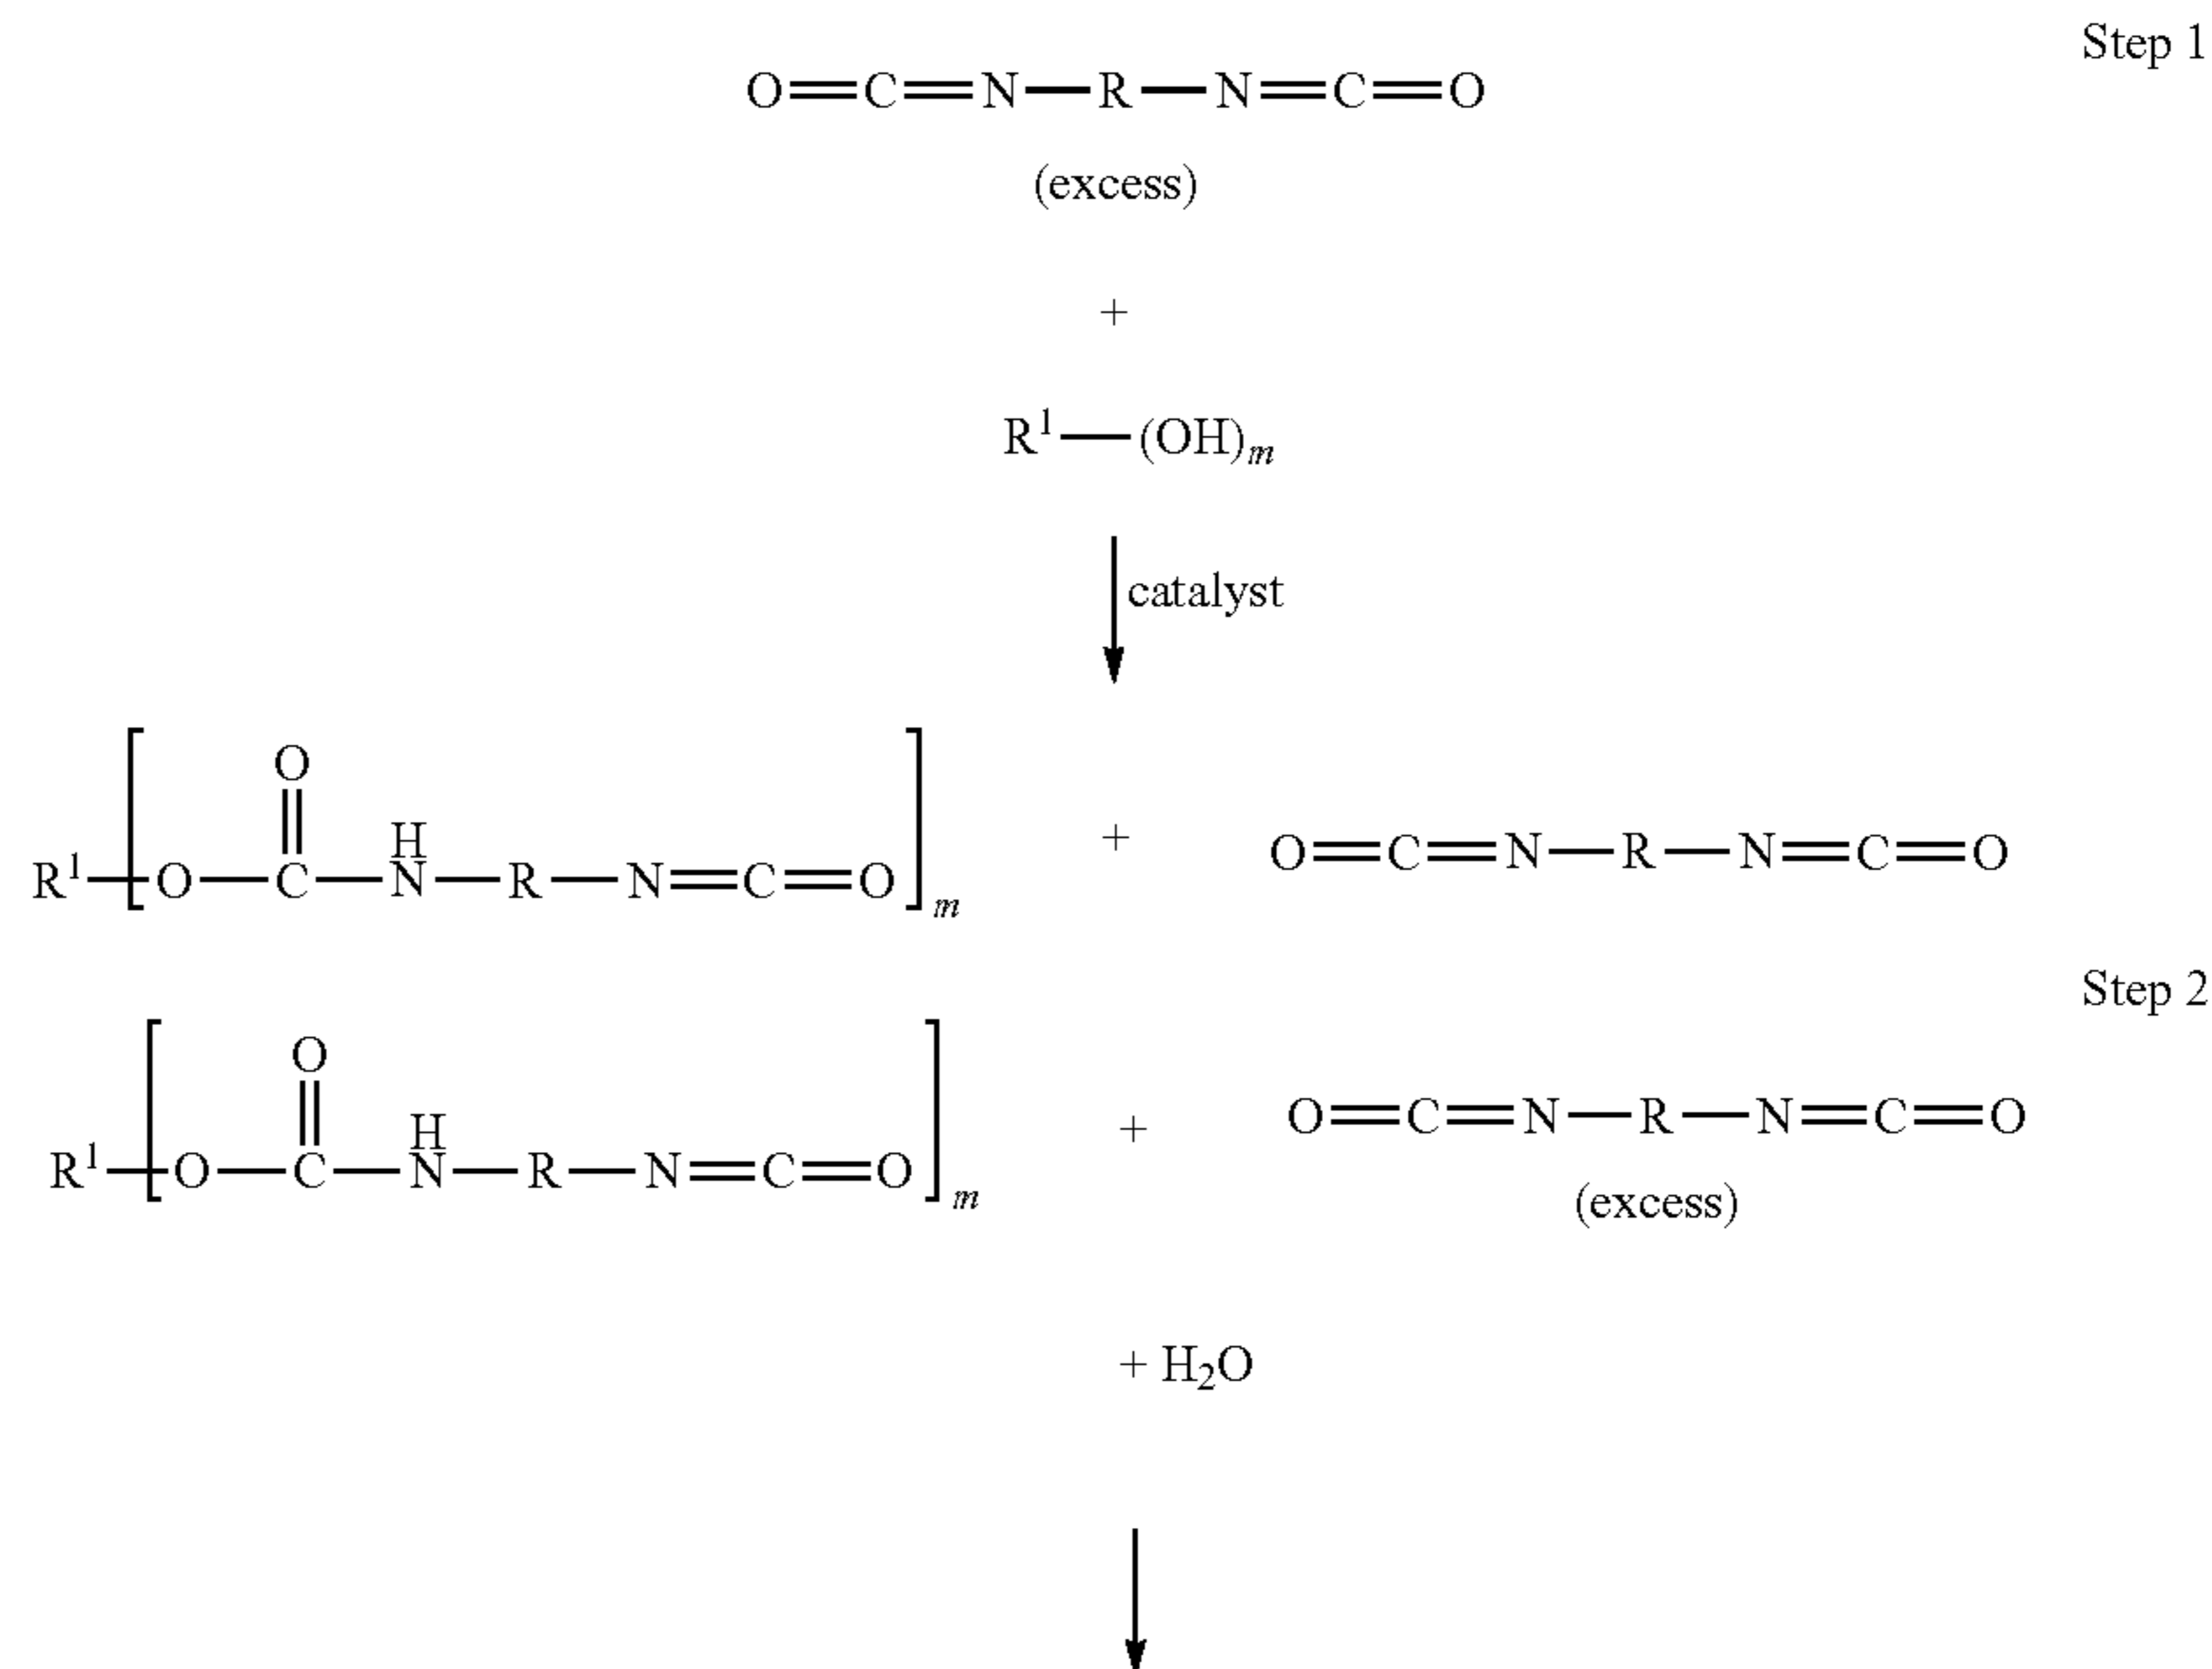 Step 1
O=C=N—R—N=C=O
(excess)
+
R¹—(OH)m
catalyst
O
H
R¹—[O—C—N—R—N=C=O]m + O=C=N—R—N=C=O
Step 2
O
H
R¹—[O—C—N—R—N=C=O]m + O=C=N—R—N=C=O
(excess)
+ H₂O